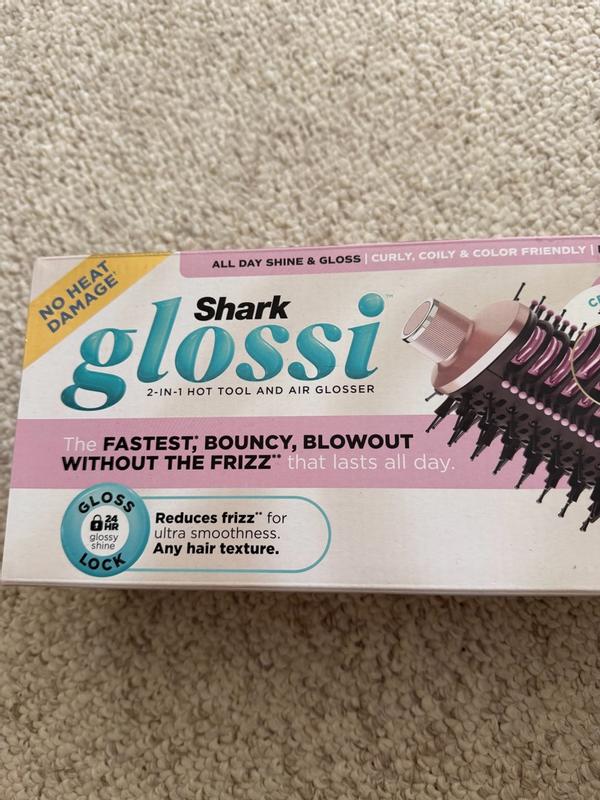 ALL DAY SHINE & GLOSS | CURLY, COILY & COLOR FRIENDLY |
NO HEAT
DAMAGE†
Shark
glossi™
2-IN-1 HOT TOOL AND AIR GLOSSER
The FASTEST,* BOUNCY, BLOWOUT
WITHOUT THE FRIZZ** that lasts all day.
GLOSS
24
HR
glossy
shine
LOCK
Reduces frizz** for
ultra smoothness.
Any hair texture.